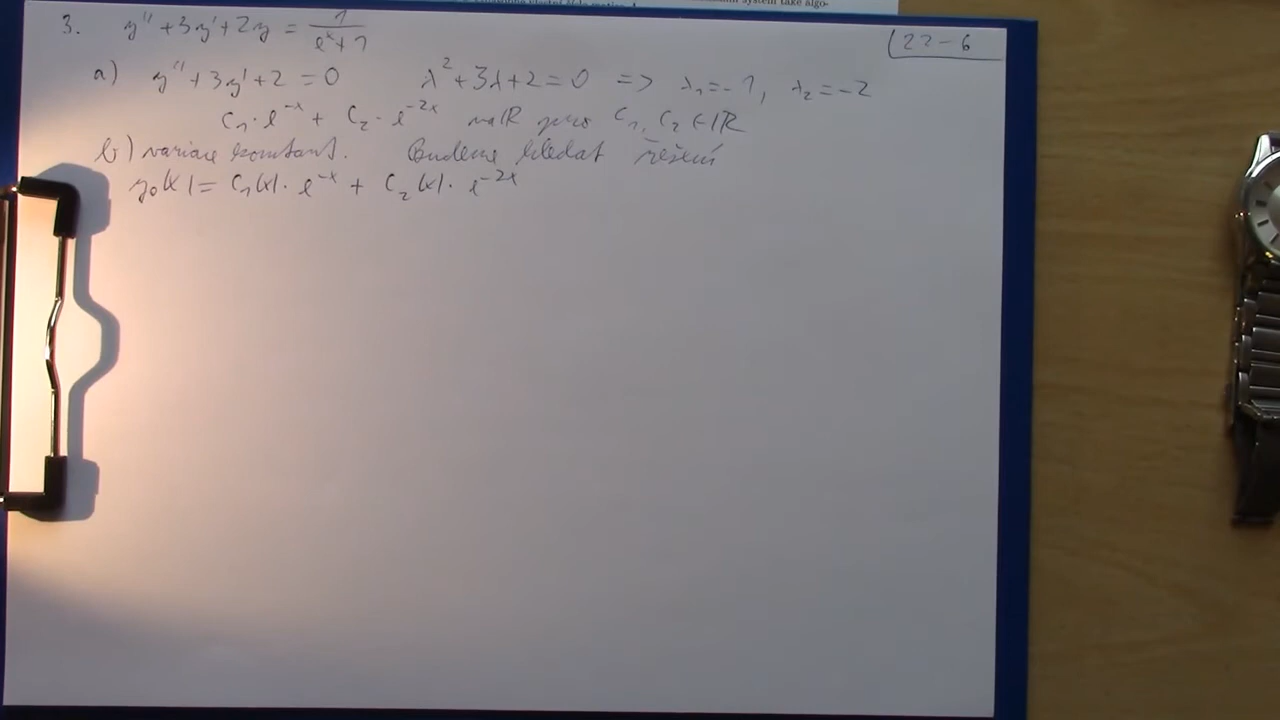 3. y'' + 3y' + 2y = 1/(e^x + 1)
22-6
a) y'' + 3y' + 2 = 0 λ² + 3λ + 2 = 0 => λ₁ = -1, λ₂ = -2
C₁·e^{-x} + C₂·e^{-2x} na ℝ pro C₁, C₂ ∈ ℝ
b) variace konstant. Budeme hledat řešení
y₀(x) = C₁(x)·e^{-x} + C₂(x)·e^{-2x}